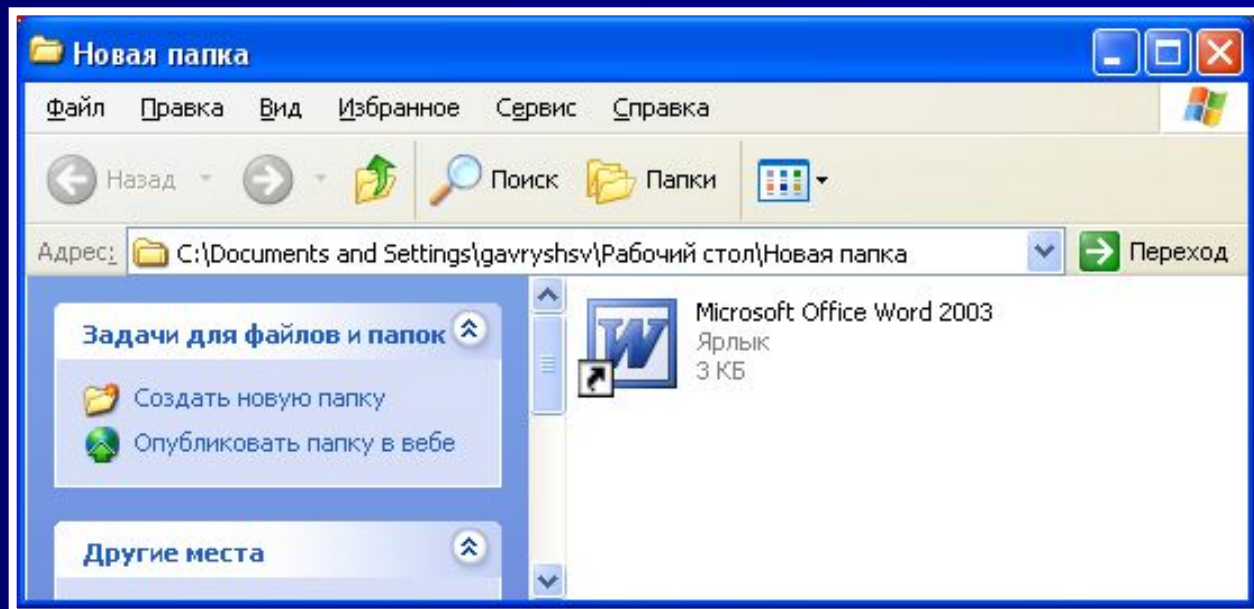 Новая папка
Файл Правка Вид Избранное Сервис Справка
Назад Поиск Папки
Адрес: C:\Documents and Settings\gavryshsv\Рабочий стол\Новая папка Переход
Задачи для файлов и папок
Создать новую папку
Опубликовать папку в вебе
Другие места
Microsoft Office Word 2003
Ярлык
3 КБ